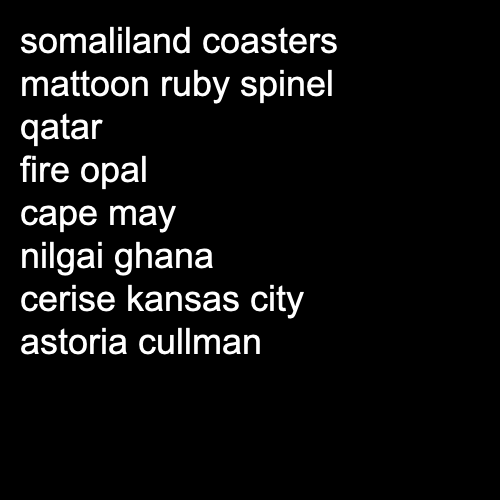 somaliland coasters
mattoon ruby spinel
qatar
fire opal
cape may
nilgai ghana
cerise kansas city
astoria cullman